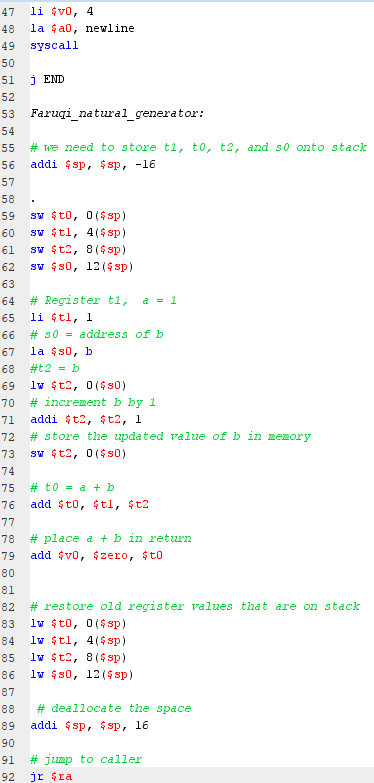 47 li $v0, 4
48 la $a0, newline
49 syscall
50
51 j END
52
53 Faruqi_natural_generator:
54
55 # we need to store t1, t0, t2, and s0 onto stack
56 addi $sp, $sp, -16
57
58 .
59 sw $t0, 0($sp)
60 sw $t1, 4($sp)
61 sw $t2, 8($sp)
62 sw $s0, 12($sp)
63
64 # Register t1,  a = 1
65 li $t1, 1
66 # s0 = address of b
67 la $s0, b
68 #t2 = b
69 lw $t2, 0($s0)
70 # increment b by 1
71 addi $t2, $t2, 1
72 # store the updated value of b in memory
73 sw $t2, 0($s0)
74
75 # t0 = a + b
76 add $t0, $t1, $t2
77
78 # place a + b in return
79 add $v0, $zero, $t0
80
81
82 # restore old register values that are on stack
83 lw $t0, 0($sp)
84 lw $t1, 4($sp)
85 lw $t2, 8($sp)
86 lw $s0, 12($sp)
87
88  # deallocate the space
89 addi $sp, $sp, 16
90
91 # jump to caller
92 jr $ra